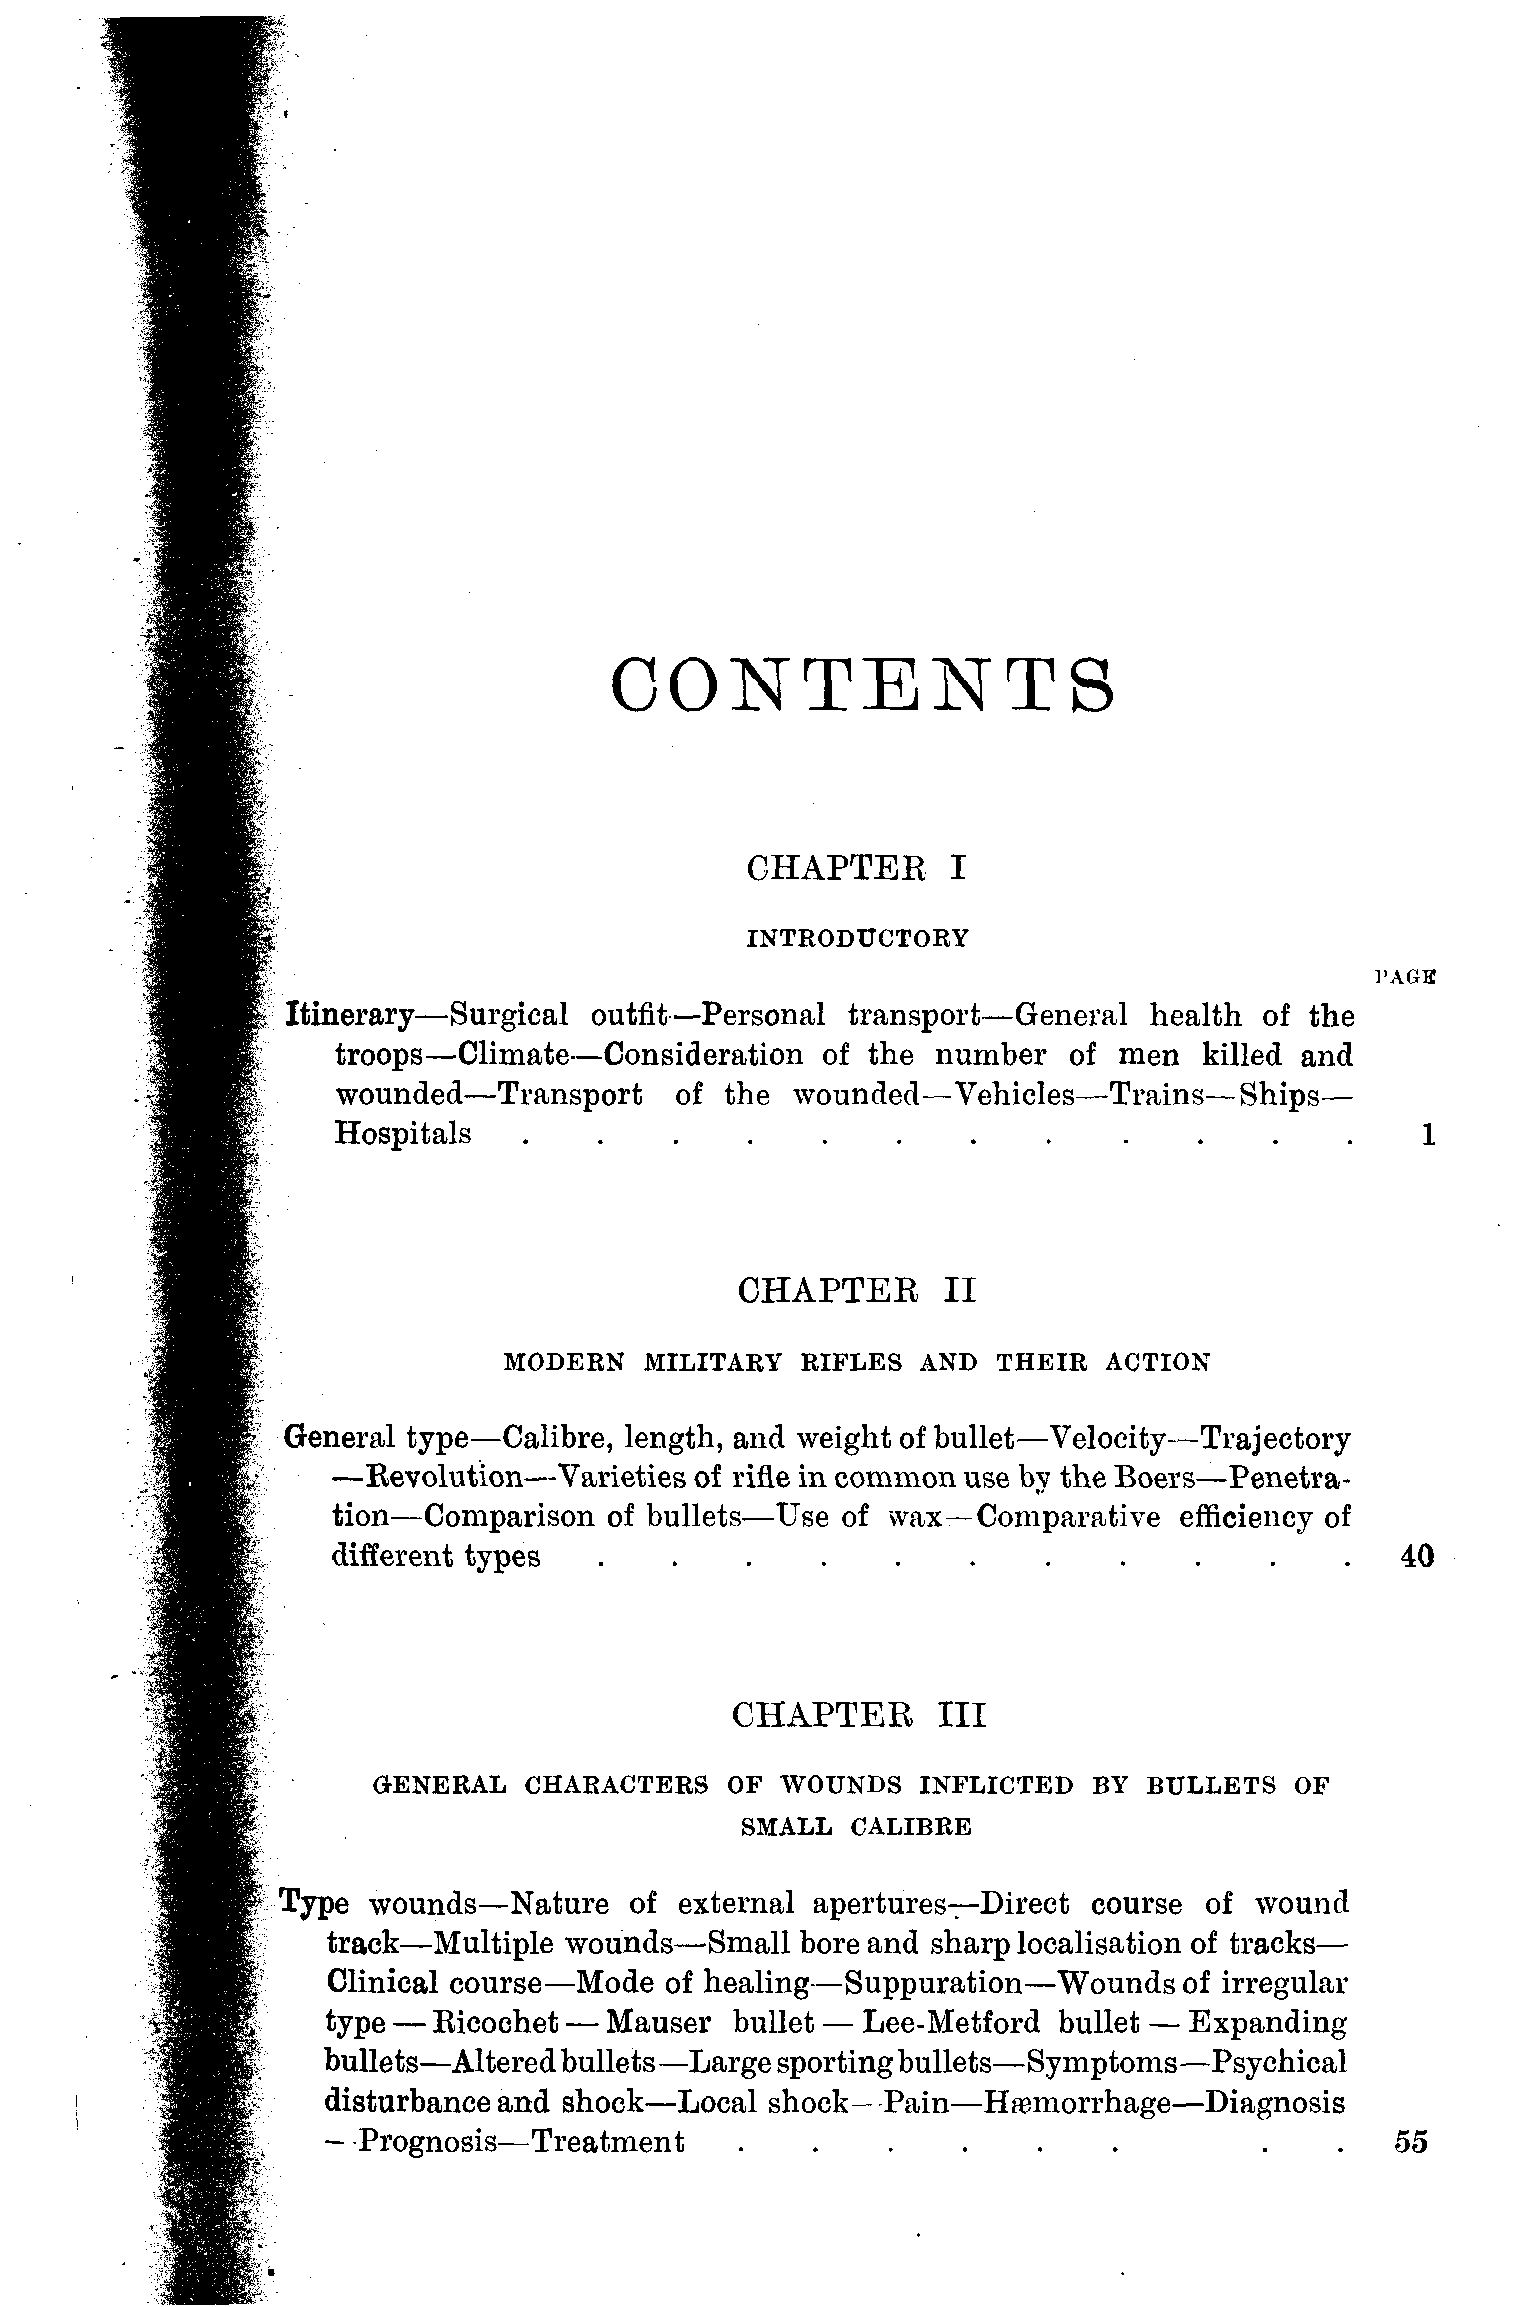 CONTENTS
CHAPTER I
INTRODUCTORY
PAGE
Itinerary—Surgical outfit—Personal transport—General health of the
troops—Climate—Consideration of the number of men killed and
wounded—Transport of the wounded—Vehicles—Trains—Ships—
Hospitals . . . . . . . . . . . . 1
CHAPTER II
MODERN MILITARY RIFLES AND THEIR ACTION
General type—Calibre, length, and weight of bullet—Velocity—Trajectory
—Revolution—Varieties of rifle in common use by the Boers—Penetra-
tion—Comparison of bullets—Use of wax—Comparative efficiency of
different types . . . . . . . . . . . 40
CHAPTER III
GENERAL CHARACTERS OF WOUNDS INFLICTED BY BULLETS OF
SMALL CALIBRE
Type wounds—Nature of external apertures—Direct course of wound
track—Multiple wounds—Small bore and sharp localisation of tracks—
Clinical course—Mode of healing—Suppuration—Wounds of irregular
type — Ricochet — Mauser bullet — Lee-Metford bullet — Expanding
bullets—Altered bullets—Large sporting bullets—Symptoms—Psychical
disturbance and shock—Local shock—Pain—Hæmorrhage—Diagnosis
—Prognosis—Treatment . . . . . . . . 55